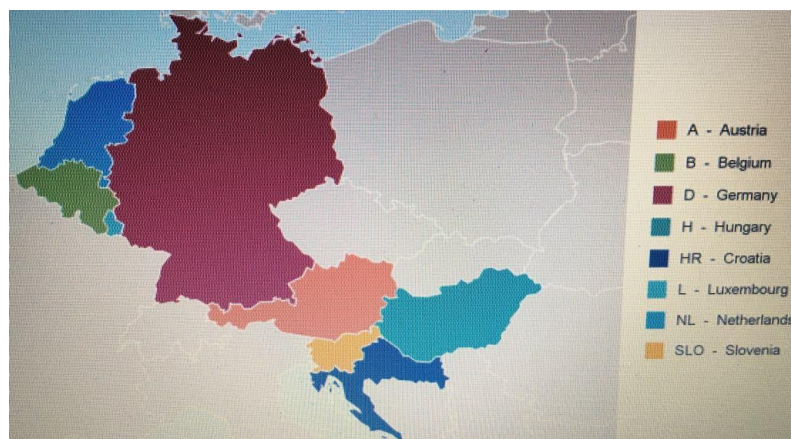 A - Austria
B - Belgium
D - Germany
H - Hungary
HR - Croatia
L - Luxembourg
NL - Netherlands
SLO - Slovenia